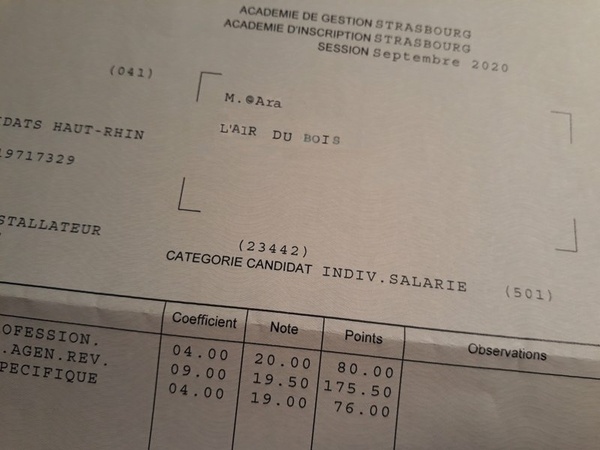 ACADEMIE DE GESTION STRASBOURG
ACADEMIE D'INSCRIPTION STRASBOURG
SESSION Septembre 2020
(041)
M.@Ara
DATS HAUT-RHIN
L'AIR DU BOIS
19717329
STALLATEUR
(23442)
CATEGORIE CANDIDAT INDIV.SALARIE (501)
Coefficient Note Points Observations
OFESSION. 04.00 20.00 80.00
.AGEN.REV. 09.00 19.50 175.50
PECIFIQUE 04.00 19.00 76.00